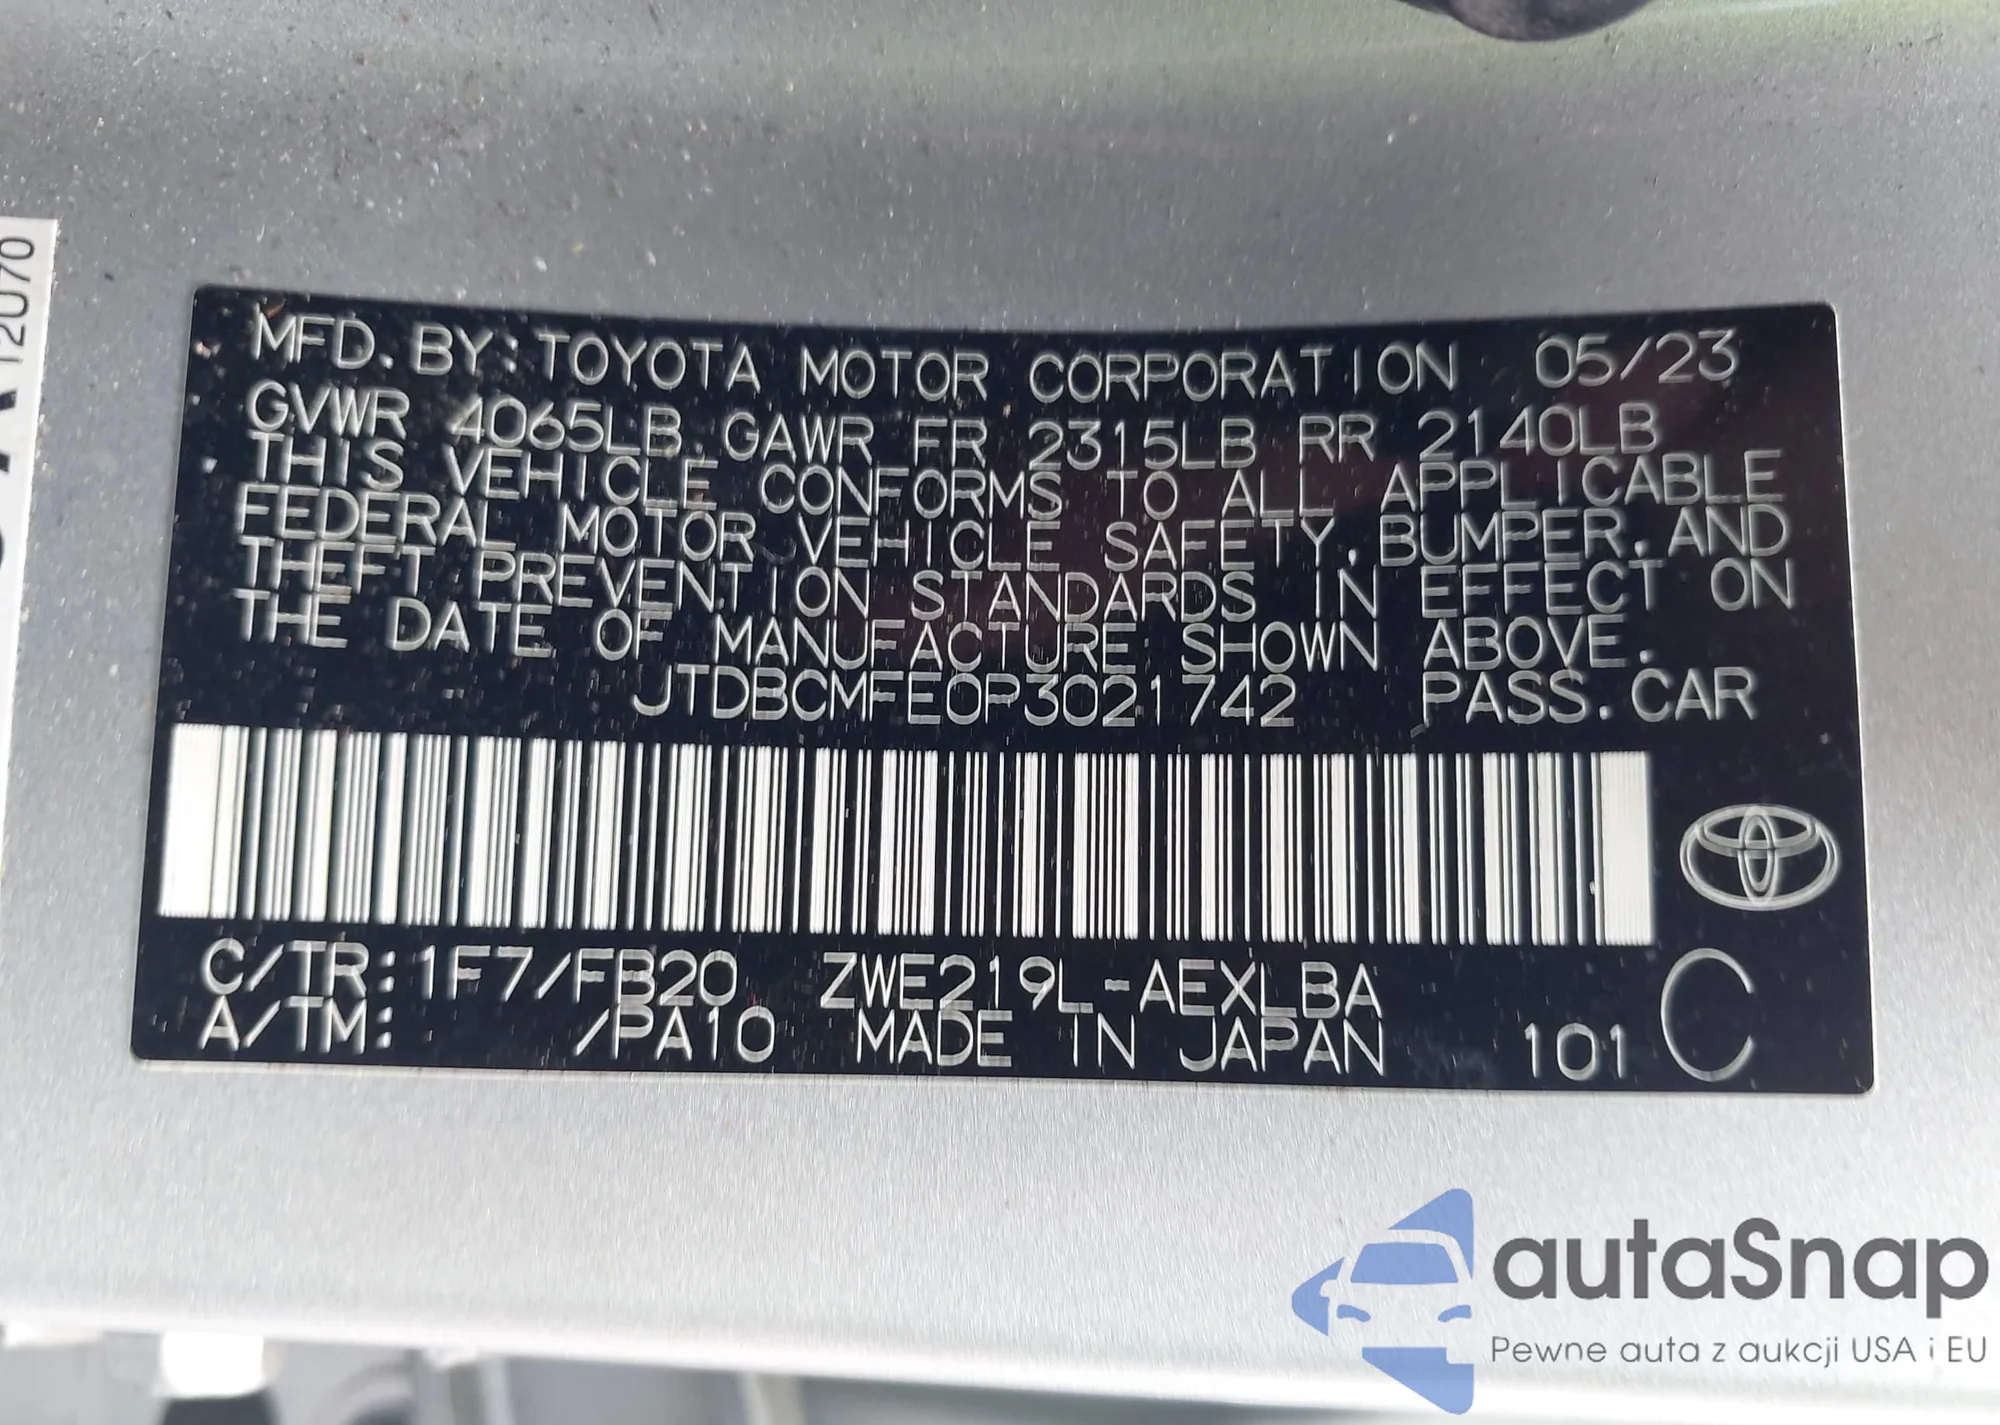 MFD. BY: TOYOTA MOTOR CORPORATION 05/23
GVWR 4065LB GAWR FR 2315LB RR 2140LB
THIS VEHICLE CONFORMS TO ALL APPLICABLE
FEDERAL MOTOR VEHICLE SAFETY, BUMPER, AND
THEFT PREVENTION STANDARDS IN EFFECT ON
THE DATE OF MANUFACTURE SHOWN ABOVE.
JTDBCMFE0P3021742 PASS. CAR
C/TR: 1F7/FB20 ZWE219L-AEXLBA
A/TM: /PA10 MADE IN JAPAN 101 C
12U70
autaSnap
Pewne auta z aukcji USA i EU